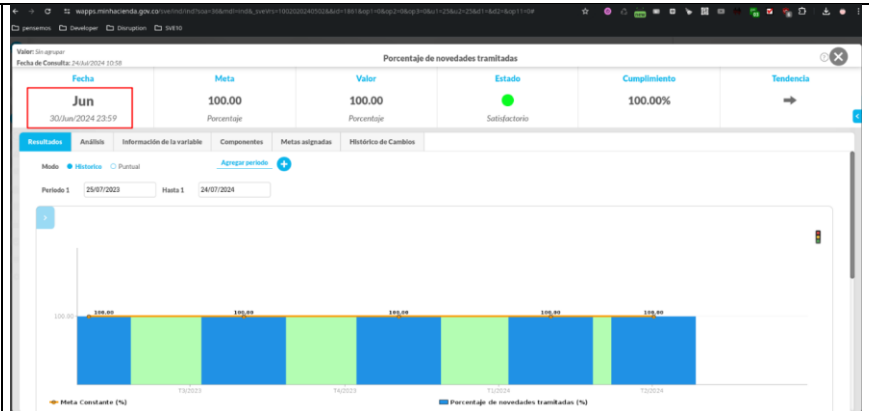 wapps.minhacienda.gov.co
pensemos Developer Disruption SVE10
Valor: Sin agrupar
Fecha de Consulta: 24/Jul/2024 10:58
Porcentaje de novedades tramitadas
Fecha Meta Valor Estado Cumplimiento Tendencia
Jun 100.00 100.00 100.00%
30/Jun/2024 23:59 Porcentaje Porcentaje Satisfactorio
Resultados Análisis Información de la variable Componentes Metas asignadas Histórico de Cambios
Modo Historico Puntual Agregar periodo
Periodo 1 25/07/2023 Hasta 1 24/07/2024
100.00 100.00 100.00 100.00 100.00 100.00
T3/2023 T4/2023 T1/2024 T2/2024
Meta Constante (%) Porcentaje de novedades tramitadas (%)